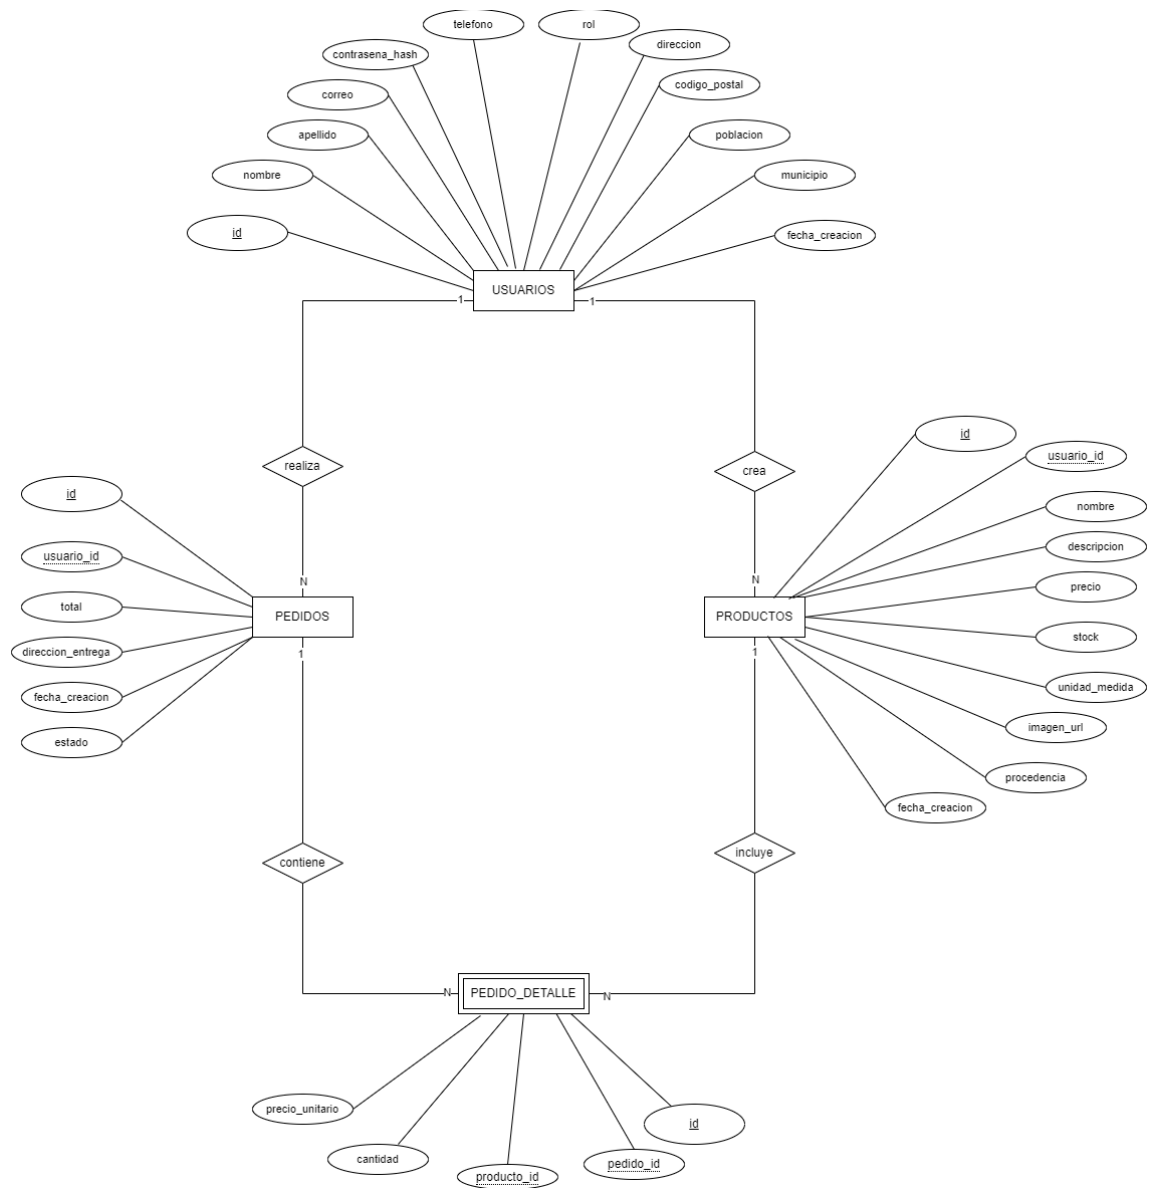 telefono
rol
direccion
contrasena_hash
codigo_postal
correo
apellido
poblacion
nombre
municipio
id
fecha_creacion
USUARIOS
1
1
realiza
crea
N
N
id
usuario_id
total
direccion_entrega
fecha_creacion
estado
PEDIDOS
1
PRODUCTOS
1
id
usuario_id
nombre
descripcion
precio
stock
unidad_medida
imagen_url
procedencia
fecha_creacion
contiene
incluye
N
PEDIDO_DETALLE
N
precio_unitario
cantidad
producto_id
pedido_id
id